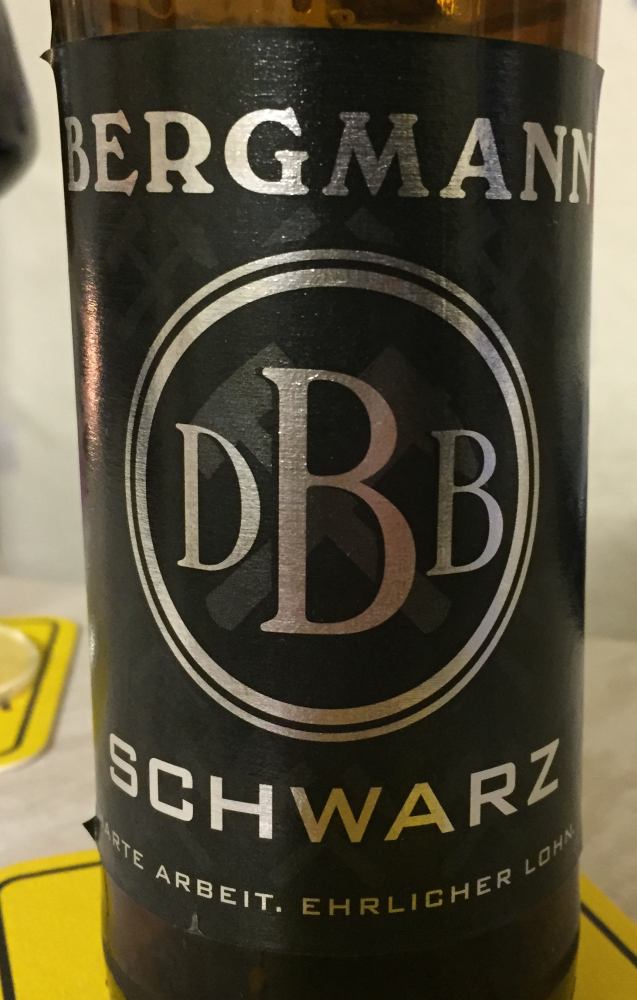 BERGMANN
DBB
SCHWARZ
ARTE ARBEIT. EHRLICHER LOHN.